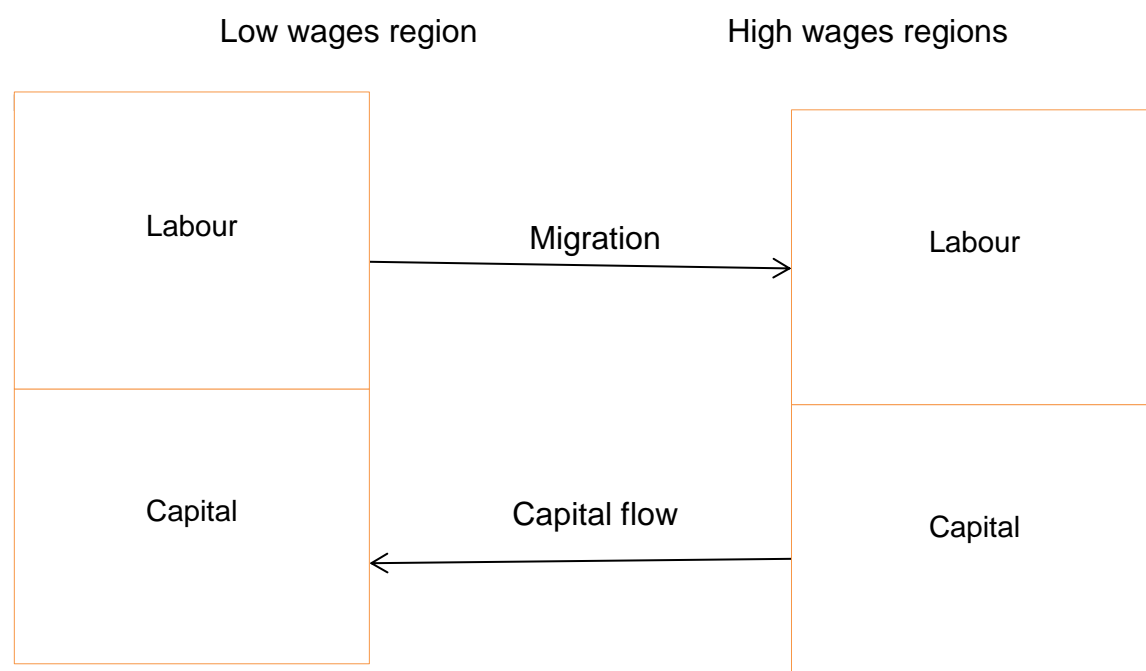 Low wages region
High wages regions
Labour
Migration
Labour
Capital
Capital flow
Capital